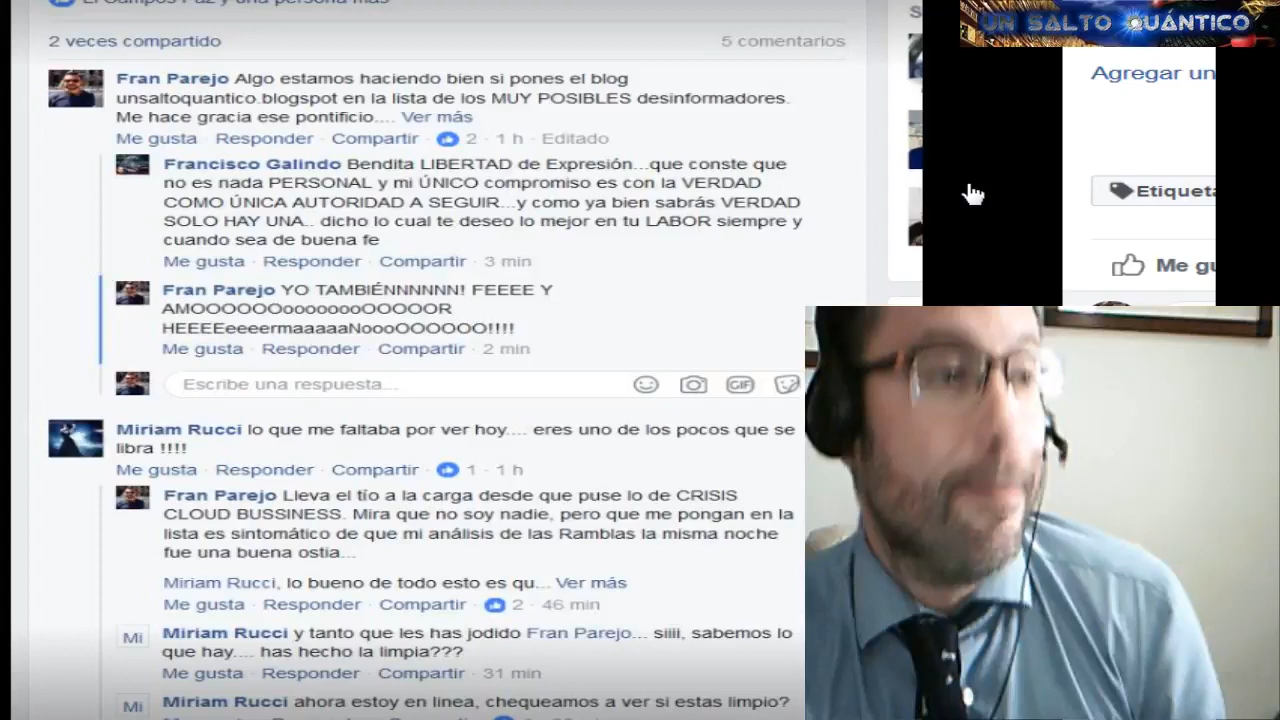 El Campos Paz y una persona más
2 veces compartido
5 comentarios
Fran Parejo Algo estamos haciendo bien si pones el blog
unsaltoquantico.blogspot en la lista de los MUY POSIBLES desinformadores.
Me hace gracia ese pontificio.... Ver más
Me gusta · Responder · Compartir · 2 · 1 h · Editado
Francisco Galindo Bendita LIBERTAD de Expresión...que conste que
no es nada PERSONAL y mi ÚNICO compromiso es con la VERDAD
COMO ÚNICA AUTORIDAD A SEGUIR...y como ya bien sabrás VERDAD
SOLO HAY UNA.. dicho lo cual te deseo lo mejor en tu LABOR siempre y
cuando sea de buena fe
Me gusta · Responder · Compartir · 3 min
Fran Parejo YO TAMBIÉNNNNNN! FEEEE Y
AMOOOOOOoooooooOOOOOR
HEEEEeeeermaaaaaNoooOOOOOO!!!!
Me gusta · Responder · Compartir · 2 min
Escribe una respuesta...
GIF
Miriam Rucci lo que me faltaba por ver hoy.... eres uno de los pocos que se
libra !!!!
Me gusta · Responder · Compartir · 1 · 1 h
Fran Parejo Lleva el tío a la carga desde que puse lo de CRISIS
CLOUD BUSSINESS. Mira que no soy nadie, pero que me pongan en la
lista es sintomático de que mi análisis de las Ramblas la misma noche
fue una buena ostia...
Miriam Rucci, lo bueno de todo esto es qu... Ver más
Me gusta · Responder · Compartir · 2 · 46 min
Mi
Miriam Rucci y tanto que les has jodido Fran Parejo... siiii, sabemos lo
que hay.... has hecho la limpia???
Me gusta · Responder · Compartir · 31 min
Mi
Miriam Rucci ahora estoy en linea, chequeamos a ver si estas limpio?
UN SALTO QUÁNTICO
Agregar un
Etiqueta
Me gu